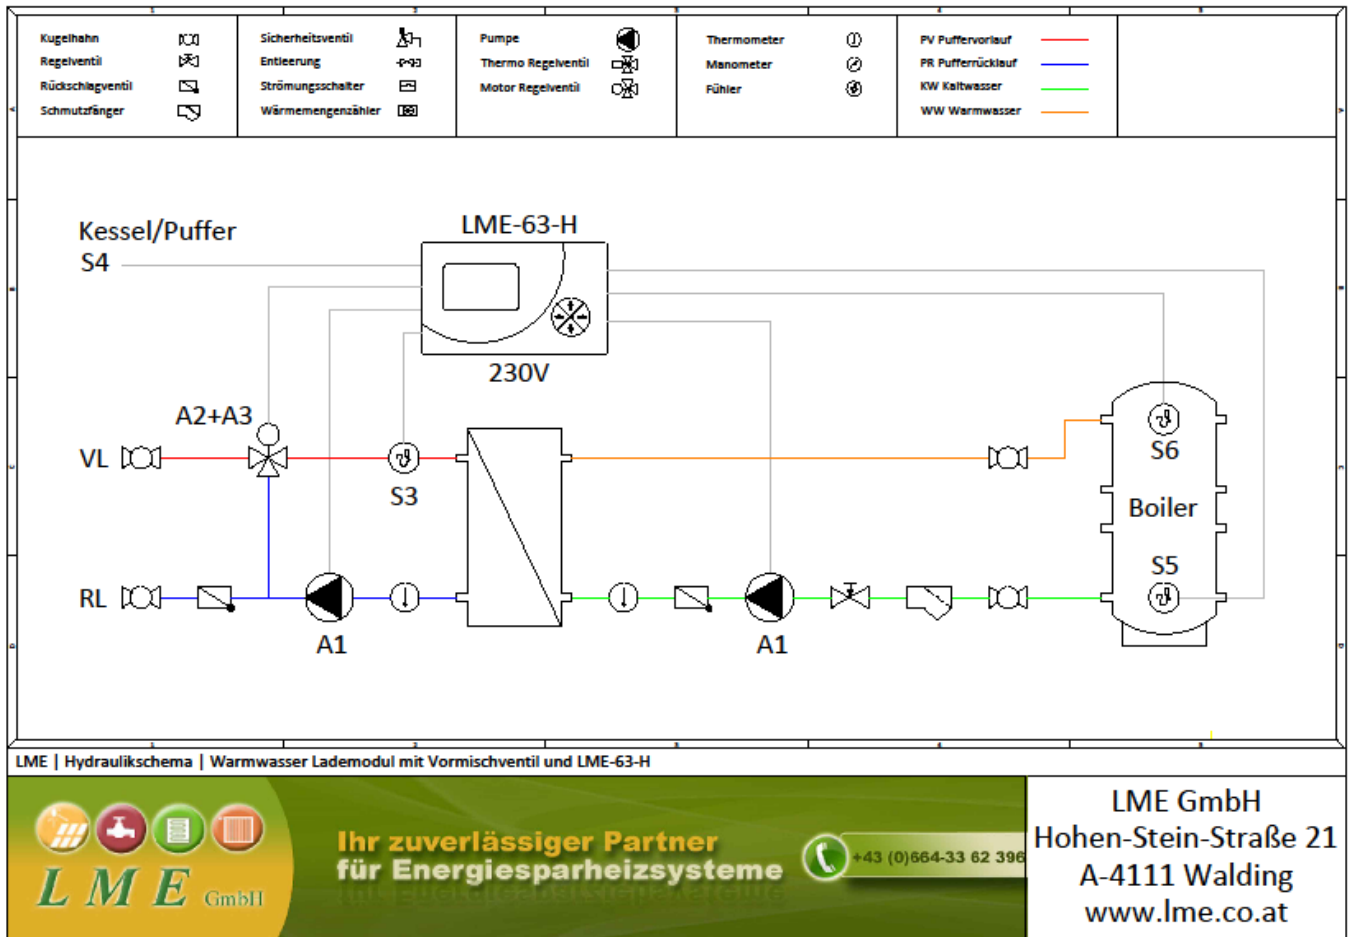 Kugelhahn
Regelventil
Rückschlagventil
Schmutzfänger
Sicherheitsventil
Entleerung
Strömungsschalter
Wärmemengenzähler
Pumpe
Thermo Regelventil
Motor Regelventil
Thermometer
Manometer
Fühler
PV Puffervorlauf
PR Pufferrücklauf
KW Kaltwasser
WW Warmwasser
Kessel/Puffer
S4
LME-63-H
230V
A2+A3
VL
S3
S6
Boiler
S5
RL
A1
A1
LME | Hydraulikschema | Warmwasser Lademodul mit Vormischventil und LME-63-H
LME GmbH
Ihr zuverlässiger Partner
für Energiesparheizsysteme
+43 (0)664-33 62 396
LME GmbH
Hohen-Stein-Straße 21
A-4111 Walding
www.lme.co.at